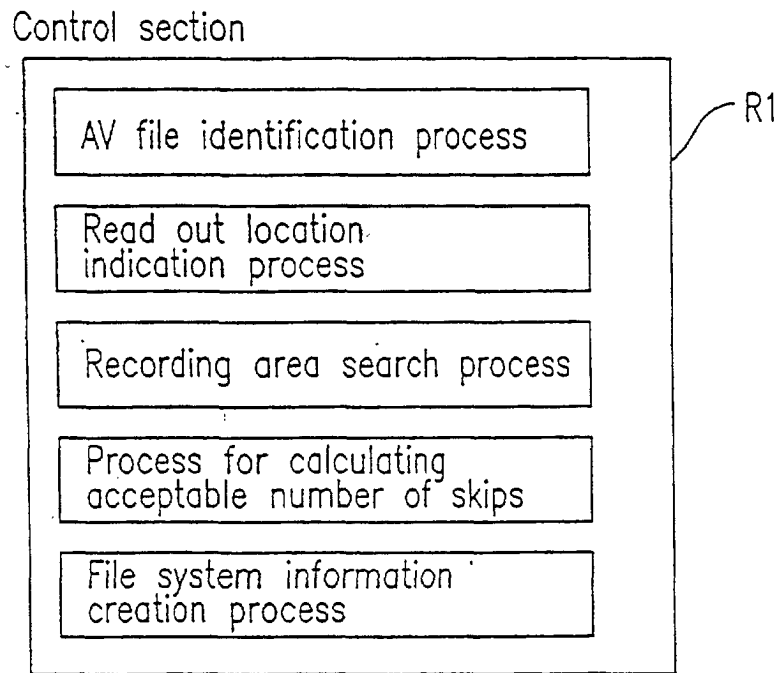 Control section
R1
AV file identification process
Read out location
indication process
Recording area search process
Process for calculating
acceptable number of skips
File system information
creation process